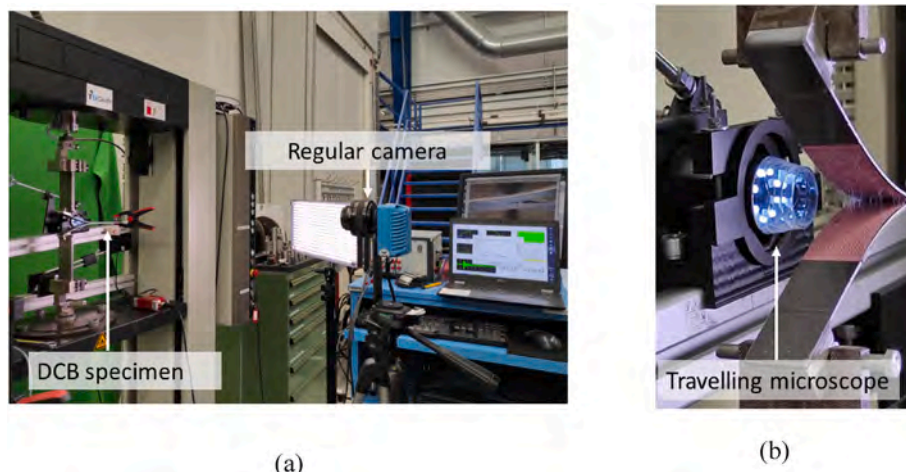 Regular camera
DCB specimen
Travelling microscope
(a)
(b)